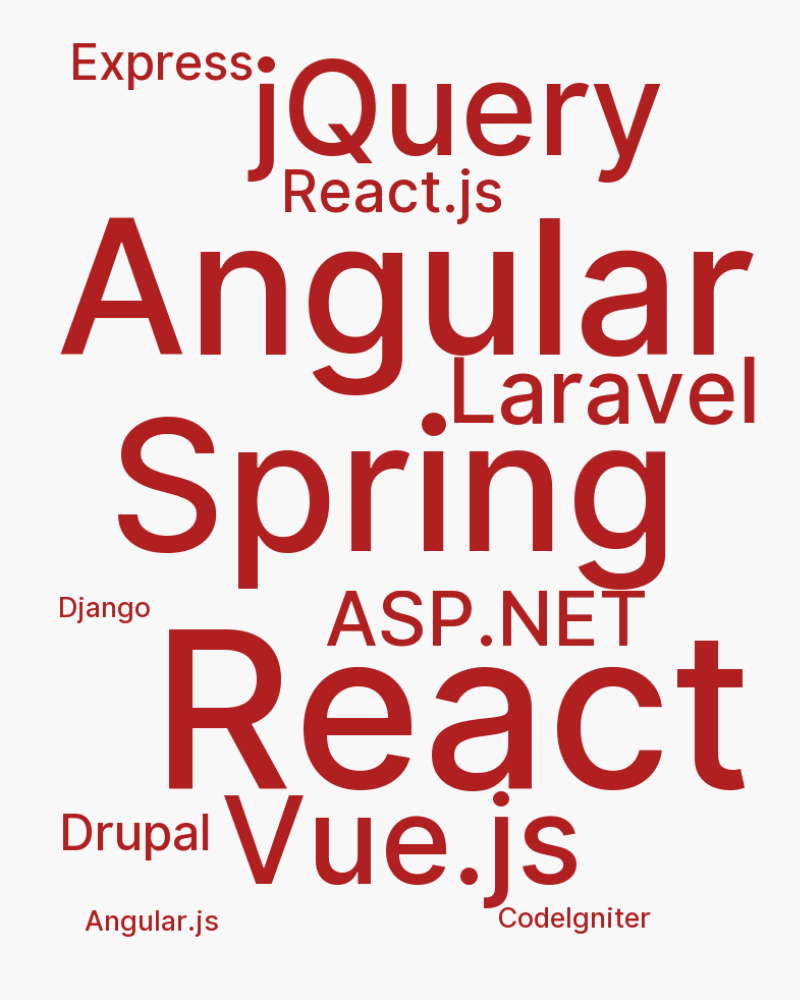 Express
jQuery
React.js
Angular
Laravel
Spring
Django
ASP.NET
React
Drupal
Vue.js
Angular.js
CodeIgniter